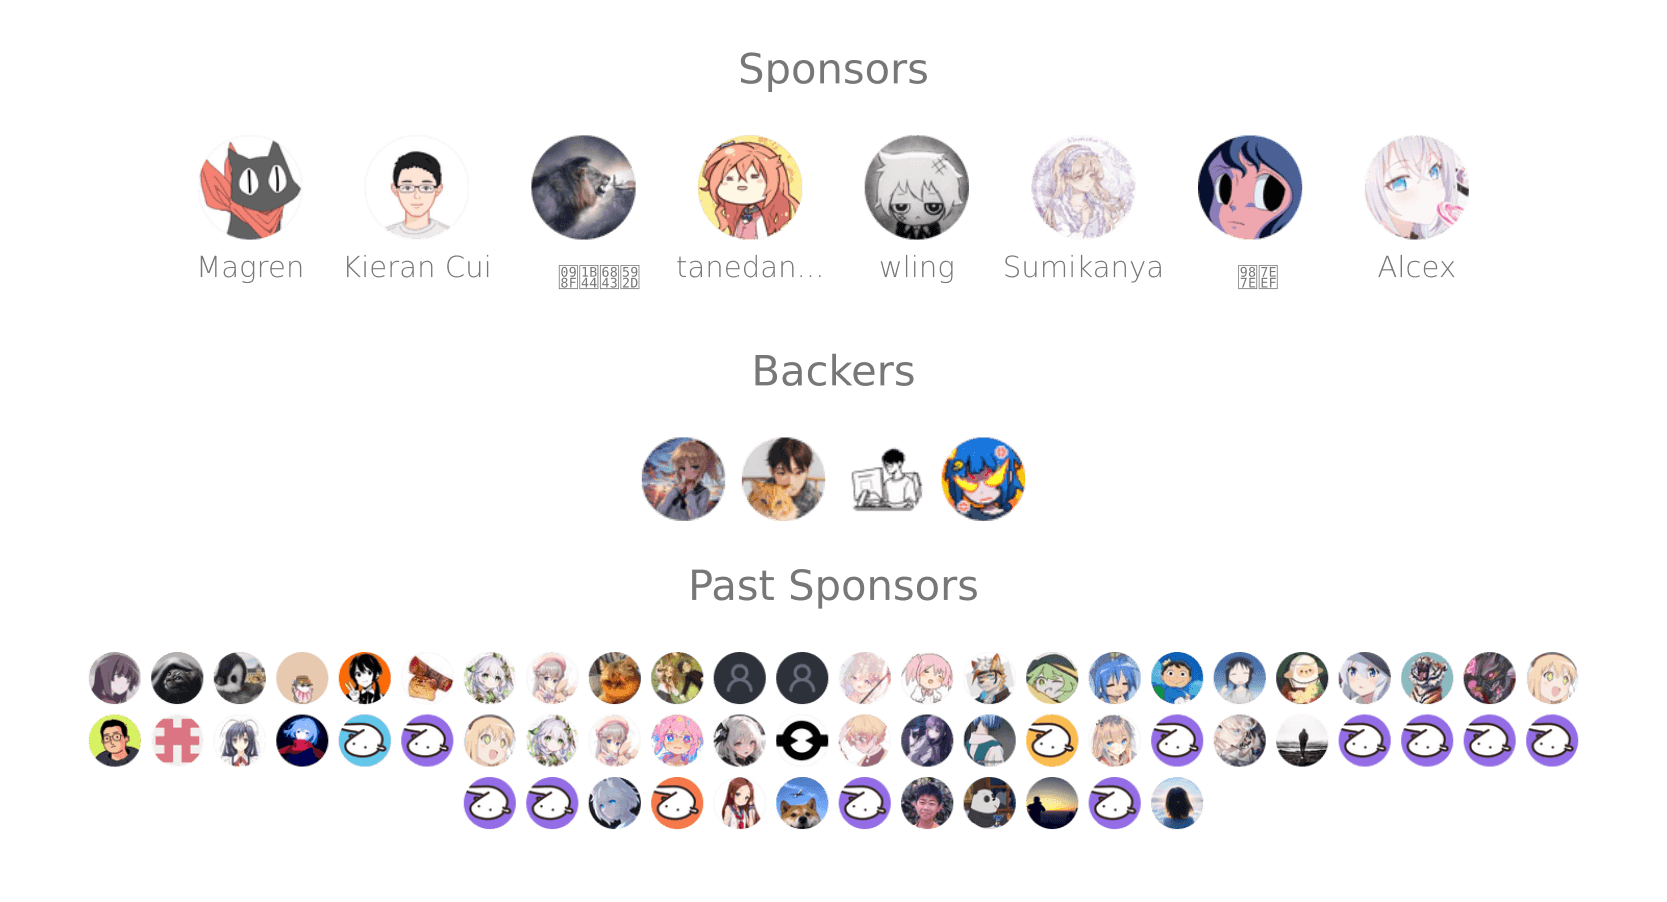 Sponsors
Magren Kieran Cui tanedan... wling Sumikanya Alcex
Backers
Past Sponsors